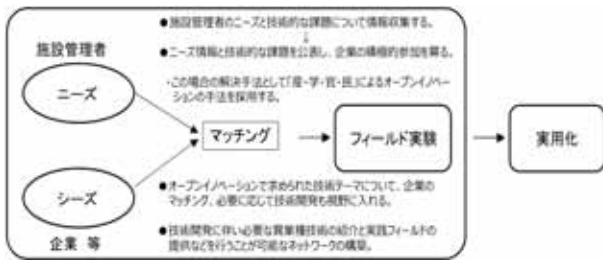 ●施設管理者のニーズと技術的な課題について情報収集する。
↓
●ニーズ情報と技術的な課題を公表し、企業の積極的参加を募る。
施設管理者
・この場合の解決手法として「産・学・官・民」によるオープンイノベー
ションの手法を採用する。
ニーズ
マッチング
フィールド実験
実用化
シーズ
●オープンイノベーションで求められた技術テーマについて、企業の
マッチング、必要に応じて技術開発も視野に入れる。
企業 等
●技術開発に伴い必要な異業種技術の紹介と実践フィールドの
提供などを行うことが可能なネットワークの構築。